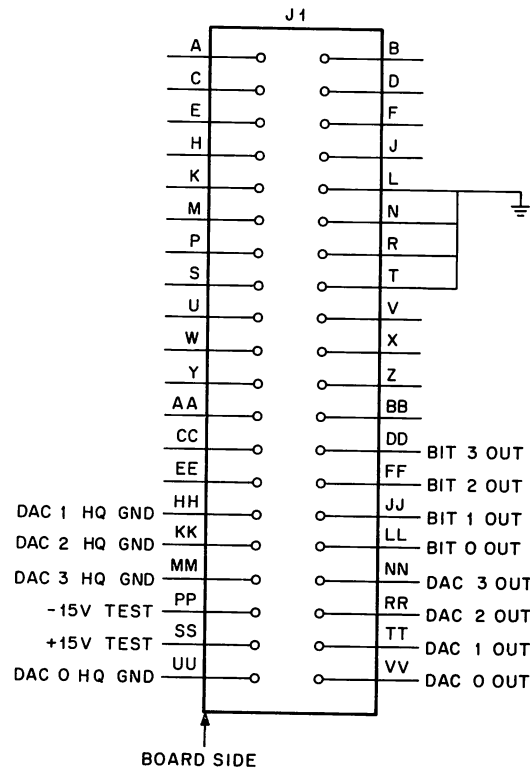 J1
A B
C D
E F
H J
K L
M N
P R
S T
U V
W X
Y Z
AA BB
CC DD BIT 3 OUT
EE FF BIT 2 OUT
DAC 1 HQ GND HH JJ BIT 1 OUT
DAC 2 HQ GND KK LL BIT 0 OUT
DAC 3 HQ GND MM NN DAC 3 OUT
-15V TEST PP RR DAC 2 OUT
+15V TEST SS TT DAC 1 OUT
DAC 0 HQ GND UU VV DAC 0 OUT
BOARD SIDE